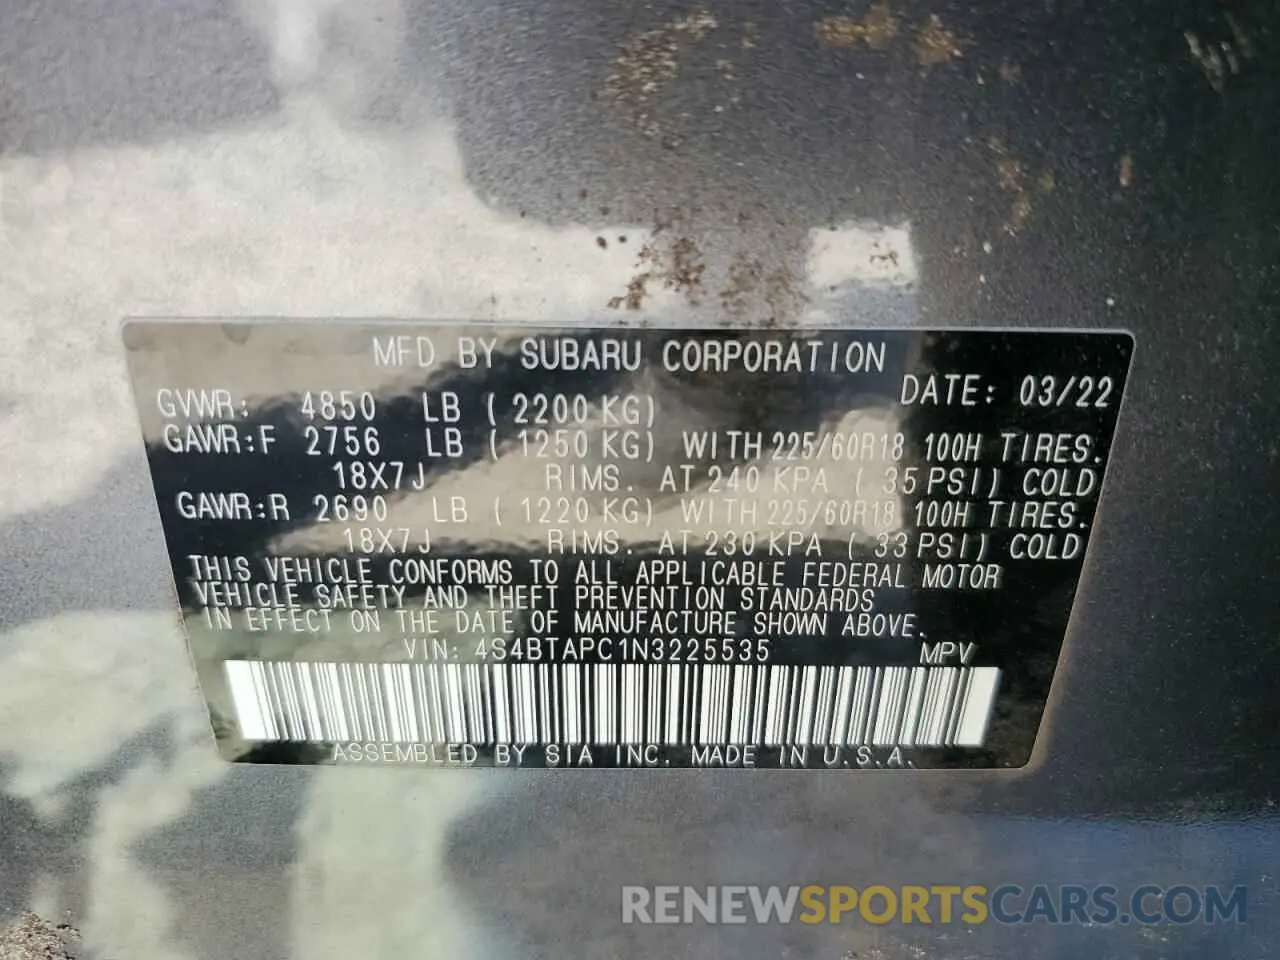 MFD BY SUBARU CORPORATION
DATE: 03/22
GVWR: 4850 LB ( 2200 KG)
GAWR:F 2756 LB ( 1250 KG) WITH 225/60R18 100H TIRES.
18X7J RIMS. AT 240 KPA ( 35 PSI) COLD
GAWR:R 2690 LB ( 1220 KG) WITH 225/60R18 100H TIRES.
18X7J RIMS. AT 230 KPA ( 33 PSI) COLD
THIS VEHICLE CONFORMS TO ALL APPLICABLE FEDERAL MOTOR
VEHICLE SAFETY AND THEFT PREVENTION STANDARDS
IN EFFECT ON THE DATE OF MANUFACTURE SHOWN ABOVE.
VIN: 4S4BTAPC1N3225535 MPV
ASSEMBLED BY SIA INC. MADE IN U.S.A.
RENEWSPORTSCARS.COM